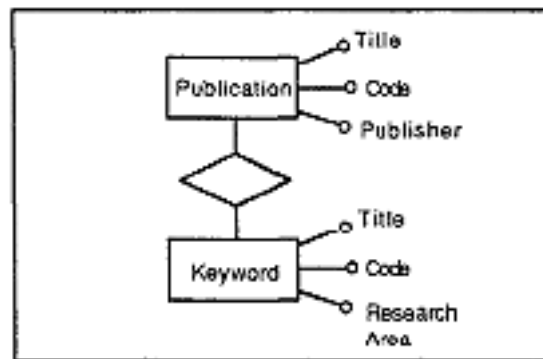 Title
Publication
Code
Publisher
Title
Keyword
Code
Research
Area